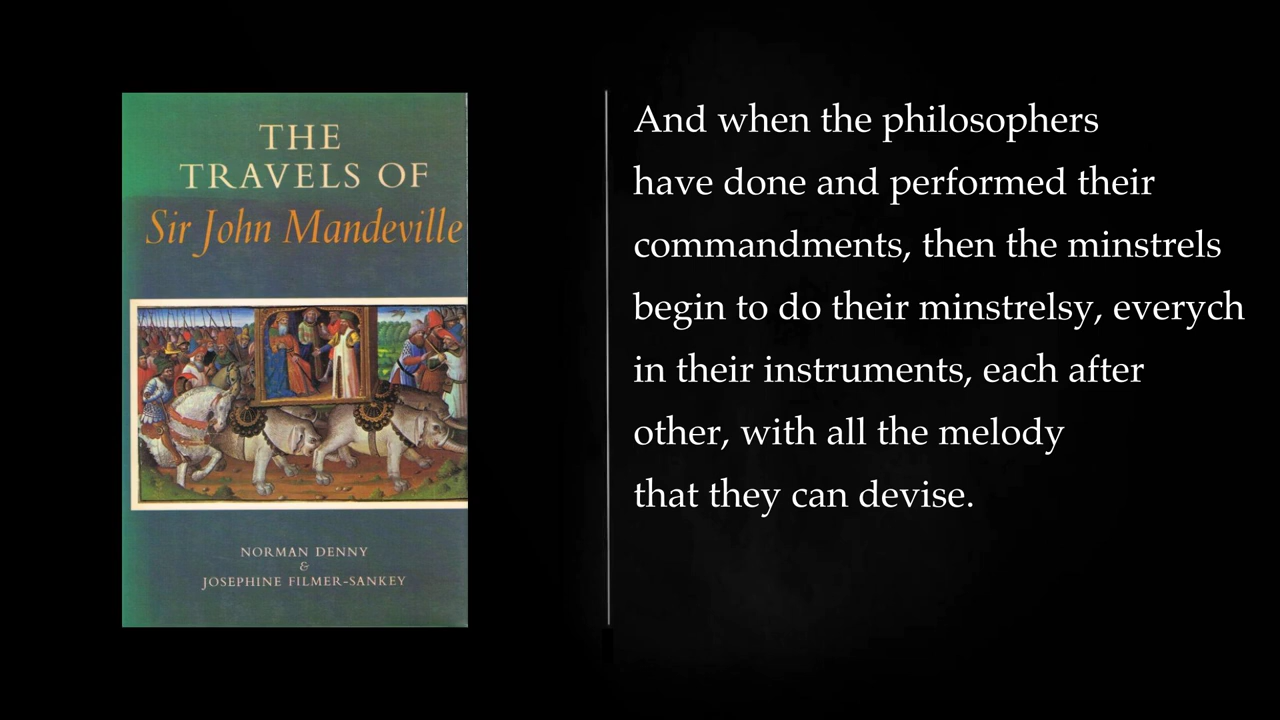 THE
TRAVELS OF
Sir John Mandeville
NORMAN DENNY
&
JOSEPHINE FILMER-SANKEY
And when the philosophers
have done and performed their
commandments, then the minstrels
begin to do their minstrelsy, everych
in their instruments, each after
other, with all the melody
that they can devise.